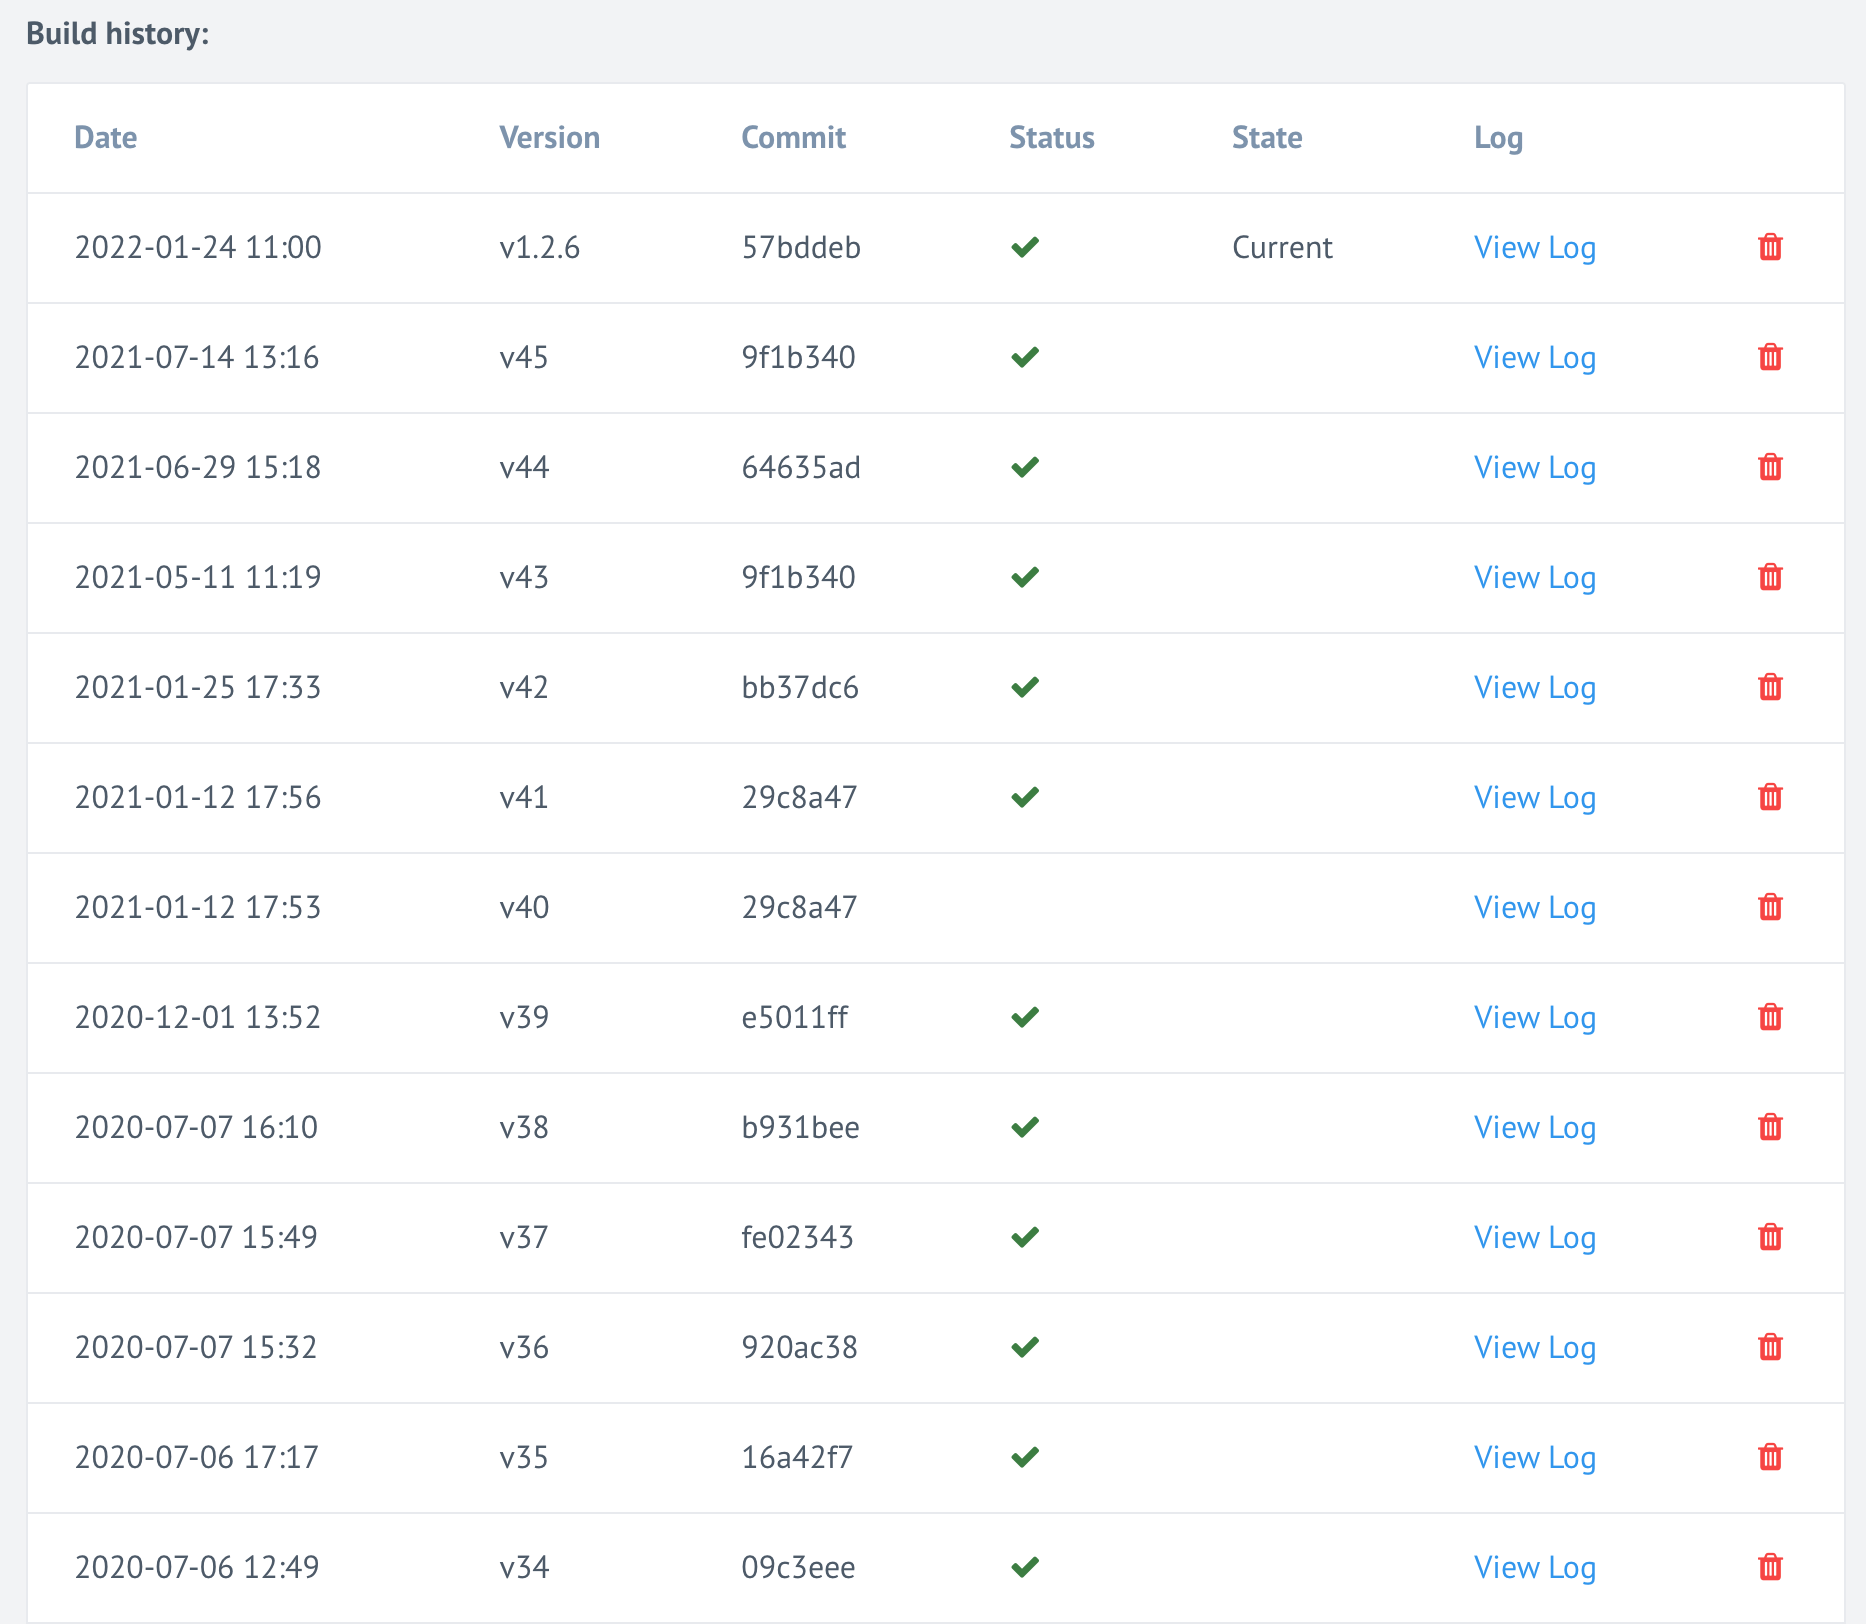 Build history:
Date Version Commit Status State Log
2022-01-24 11:00 v1.2.6 57bddeb Current View Log
2021-07-14 13:16 v45 9f1b340 View Log
2021-06-29 15:18 v44 64635ad View Log
2021-05-11 11:19 v43 9f1b340 View Log
2021-01-25 17:33 v42 bb37dc6 View Log
2021-01-12 17:56 v41 29c8a47 View Log
2021-01-12 17:53 v40 29c8a47 View Log
2020-12-01 13:52 v39 e5011ff View Log
2020-07-07 16:10 v38 b931bee View Log
2020-07-07 15:49 v37 fe02343 View Log
2020-07-07 15:32 v36 920ac38 View Log
2020-07-06 17:17 v35 16a42f7 View Log
2020-07-06 12:49 v34 09c3eee View Log